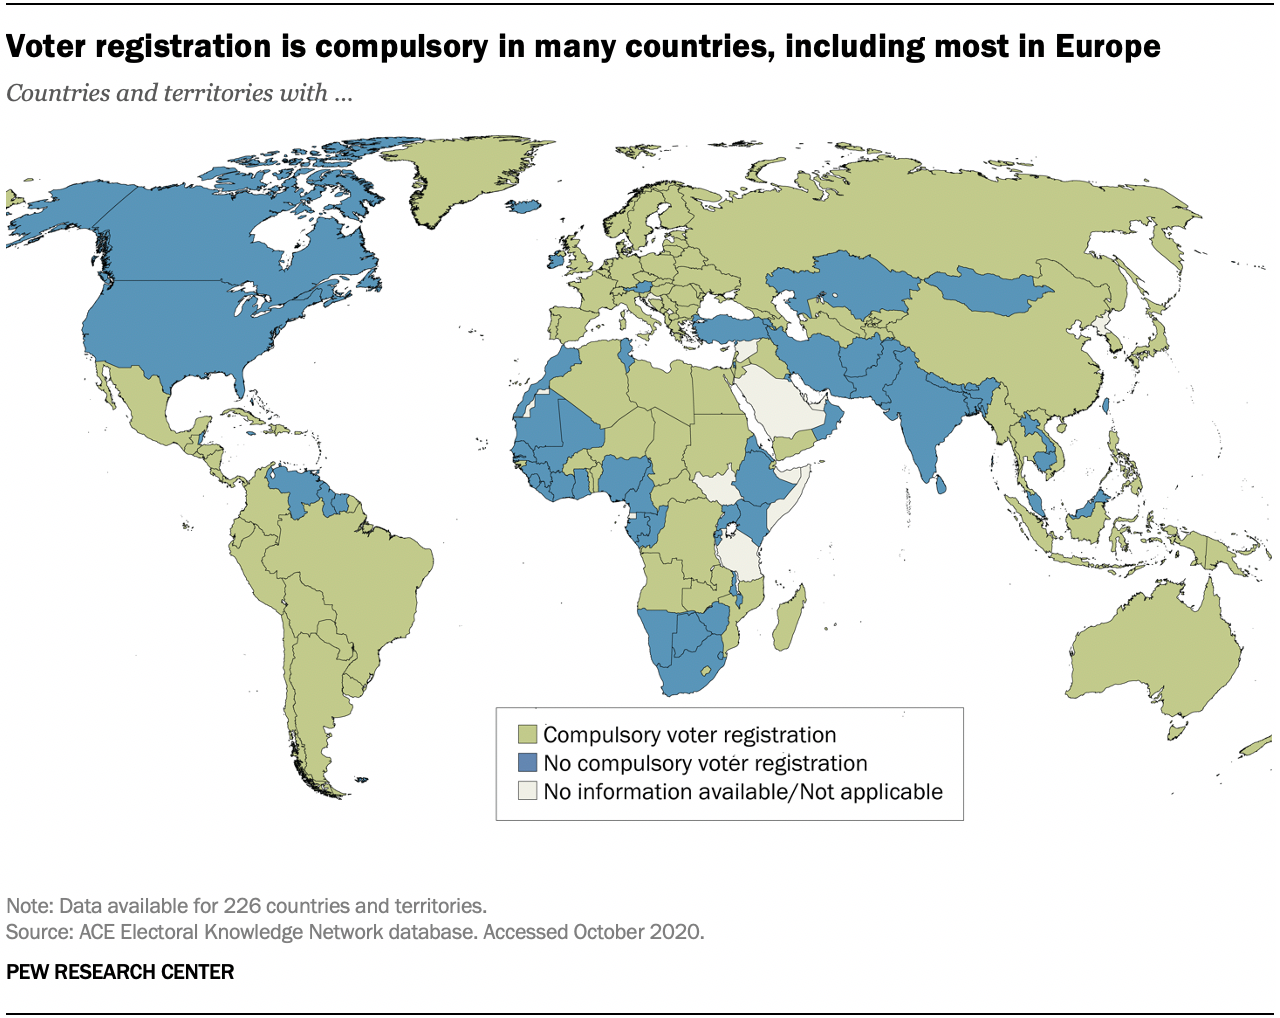 Voter registration is compulsory in many countries, including most in Europe
Countries and territories with ...
Compulsory voter registration
No compulsory voter registration
No information available/Not applicable
Note: Data available for 226 countries and territories.
Source: ACE Electoral Knowledge Network database. Accessed October 2020.
PEW RESEARCH CENTER